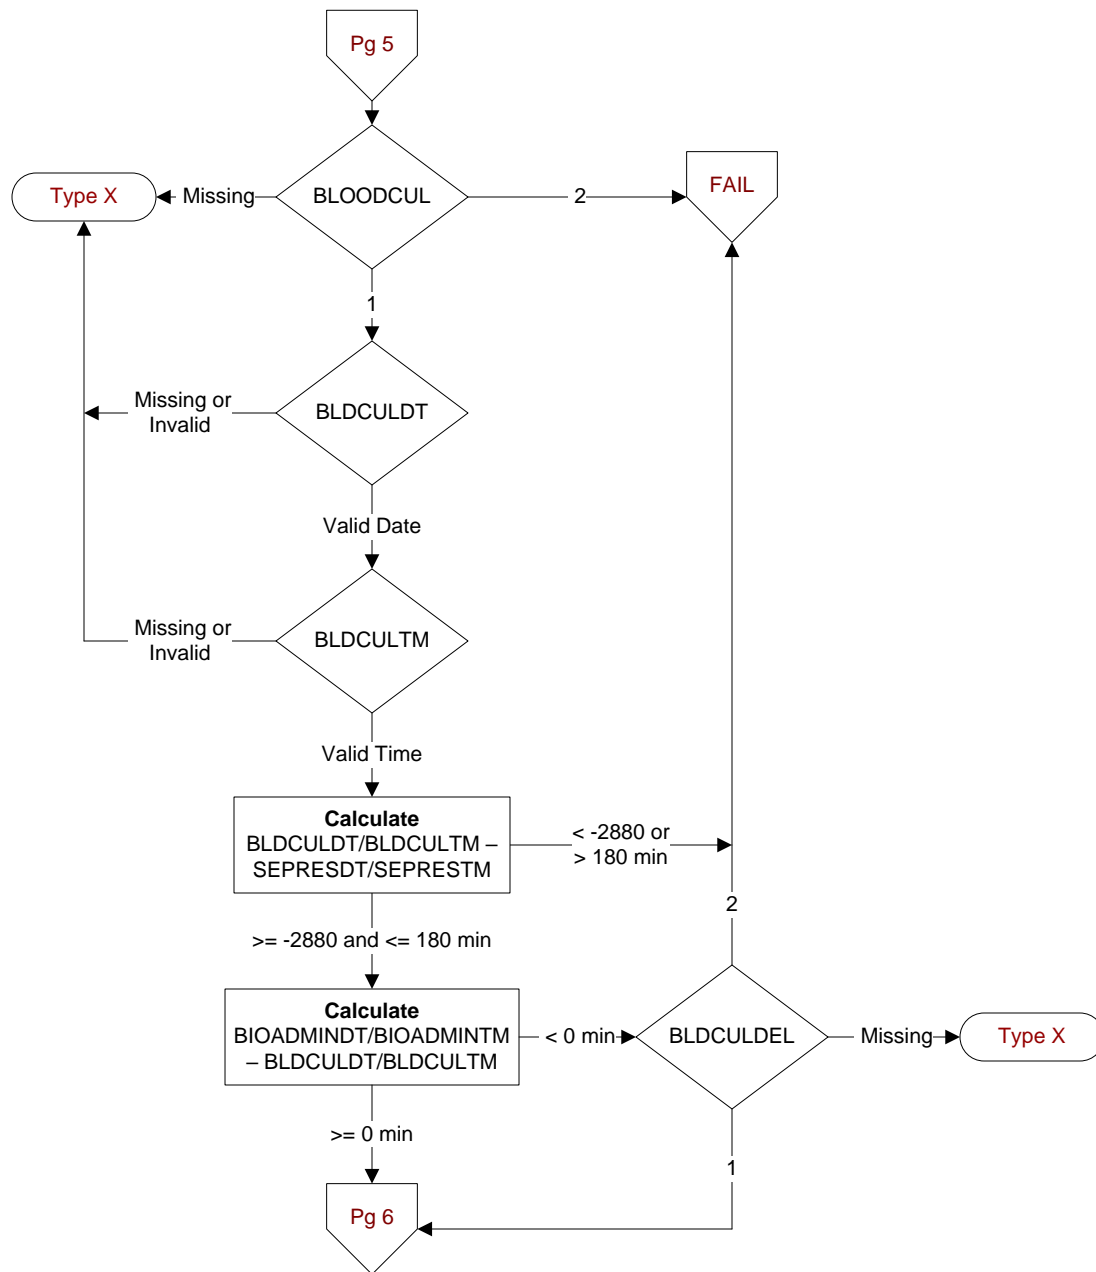 Pg 5
Type X
Missing
BLOODCUL
2
FAIL
1
Missing or
Invalid
BLDCULDT
Valid Date
Missing or
Invalid
BLDCULTM
Valid Time
Calculate
BLDCULDT/BLDCULTM –
SEPRESDT/SEPRESTM
< -2880 or
> 180 min
2
>= -2880 and <= 180 min
Calculate
BIOADMINDT/BIOADMINTM
– BLDCULDT/BLDCULTM
< 0 min
BLDCULDEL
Missing
Type X
>= 0 min
1
Pg 6